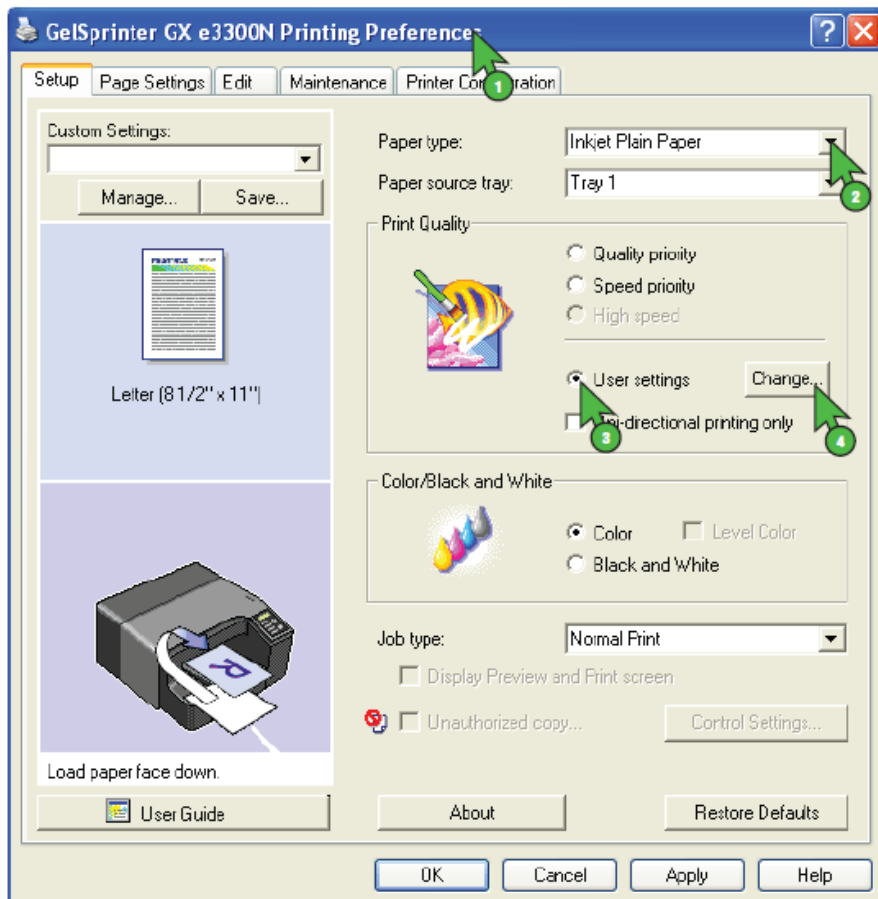 GelSprinter GX e3300N Printing Preferences
1
Setup
Page Settings
Edit
Maintenance
Printer
Custom Settings:
Manage...
Save...
Letter (8 1/2" x 11")
Load paper face down.
User Guide
Paper type:
Inkjet Plain Paper
2
Paper source tray:
Tray 1
Print Quality
Quality priority
Speed priority
High speed
User settings
Change...
3
4
directional printing only
Color/Black and White
Color
Level Color
Black and White
Job type:
Normal Print
Display Preview and Print screen
Unauthorized copy...
Control Settings...
About
Restore Defaults
OK
Cancel
Apply
Help